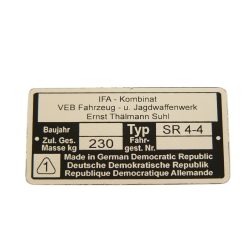 IFA - Kombinat
VEB Fahrzeug - u. Jagdwaffenwerk
Ernst Thälmann Suhl
Baujahr Typ SR 4-4
Zul. Ges. Masse kg 230 Fahr- gest. Nr.
1
Made in German Democratic Republic
Deutsche Demokratische Republik
Republique Democratique Allemande